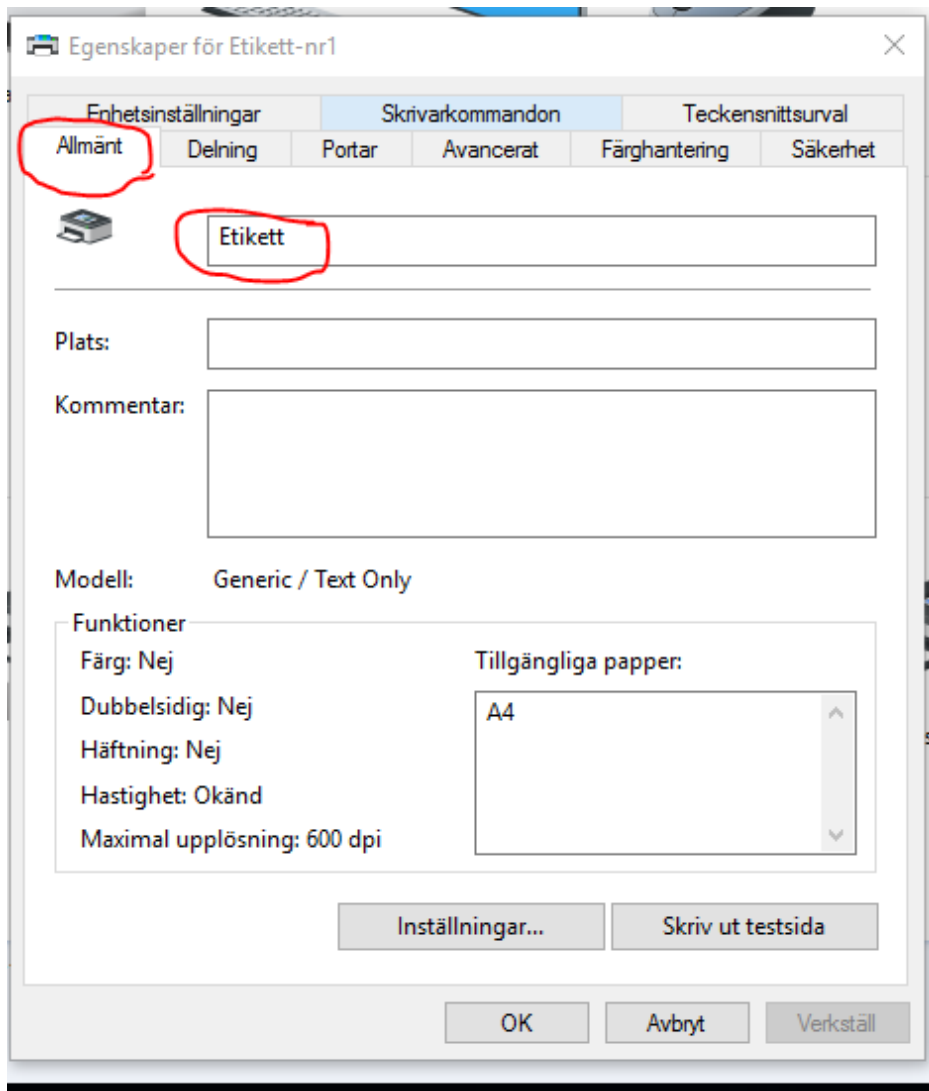 Egenskaper för Etikett-nr1
Enhetsinställningar Skrivarkommandon Teckensnittsurval
Allmänt Delning Portar Avancerat Färghantering Säkerhet
Etikett
Plats:
Kommentar:
Modell: Generic / Text Only
Funktioner
Färg: Nej Tillgängliga papper:
Dubbelsidig: Nej A4
Häftning: Nej
Hastighet: Okänd
Maximal upplösning: 600 dpi
Inställningar... Skriv ut testsida
OK Avbryt Verkställ